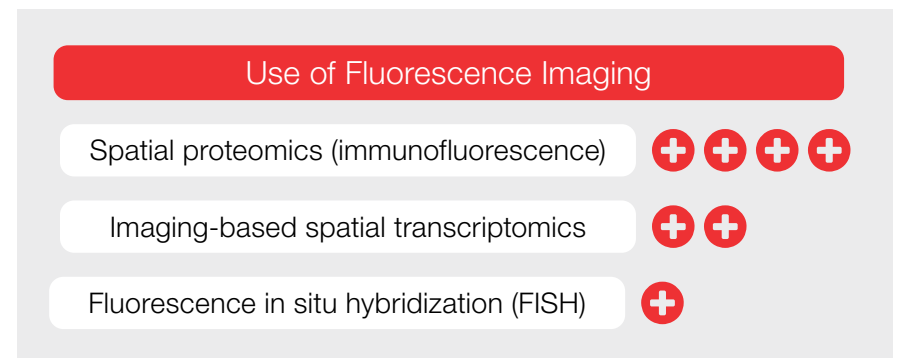 Use of Fluorescence Imaging
Spatial proteomics (immunofluorescence)
Imaging-based spatial transcriptomics
Fluorescence in situ hybridization (FISH)